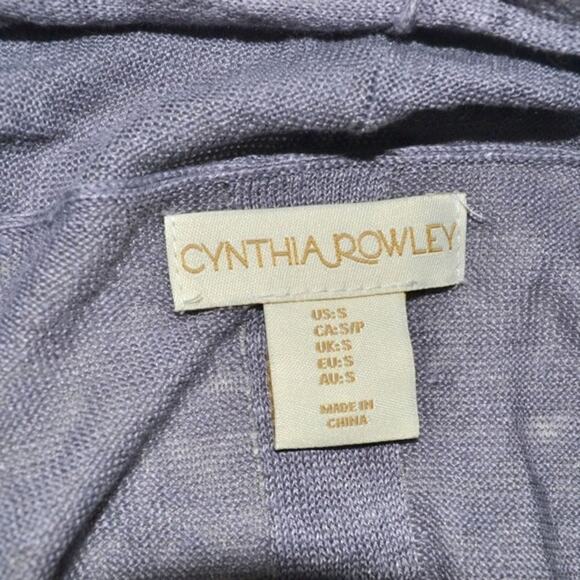 CYNTHIA ROWLEY
US: S
CA: S/P
UK: S
EU: S
AU: S
MADE IN
CHINA